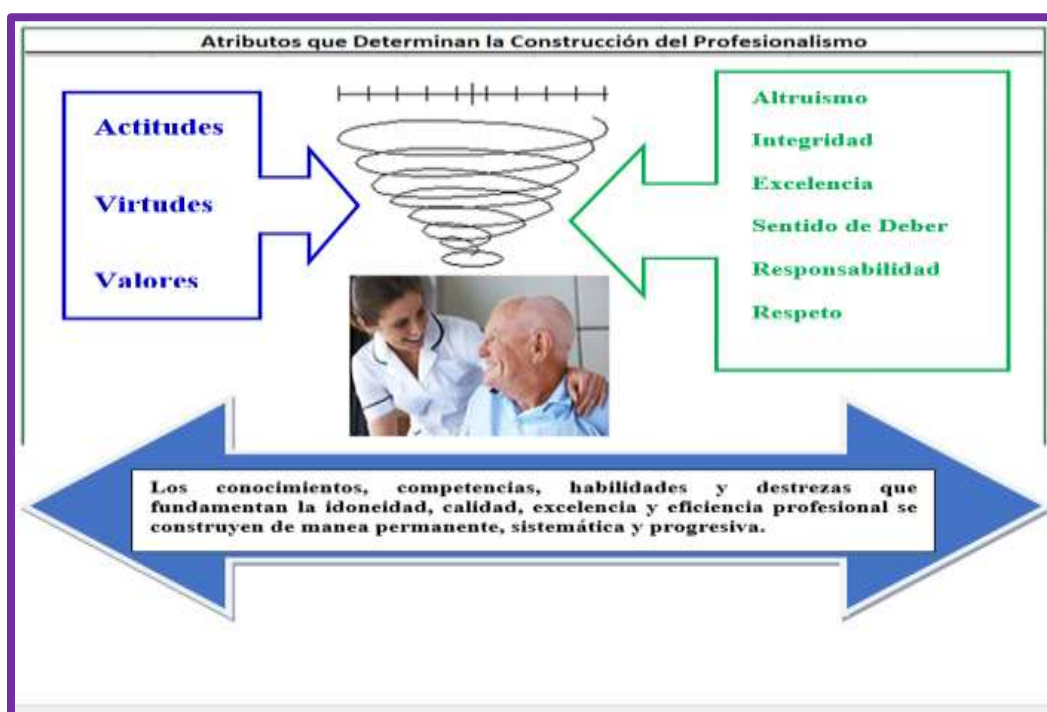 Atributos que Determinan la Construcción del Profesionalismo
Actitudes
Virtudes
Valores
Altruismo
Integridad
Excelencia
Sentido de Deber
Responsabilidad
Respeto
Los conocimientos, competencias, habilidades y destrezas que
fundamentan la idoneidad, calidad, excelencia y eficiencia profesional se
construyen de manea permanente, sistemática y progresiva.